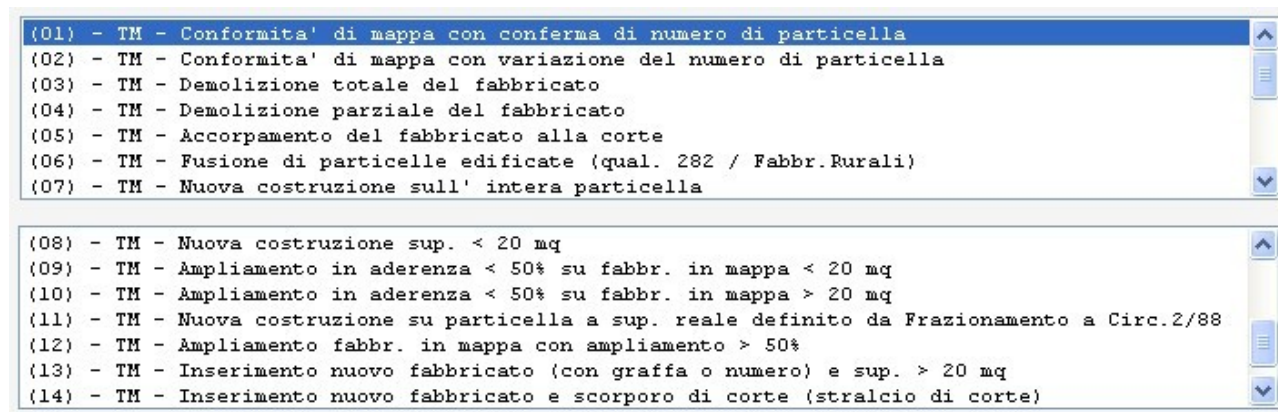 (01) - TM - Conformita' di mappa con conferma di numero di particella
(02) - TM - Conformita' di mappa con variazione del numero di particella
(03) - TM - Demolizione totale del fabbricato
(04) - TM - Demolizione parziale del fabbricato
(05) - TM - Accorpamento del fabbricato alla corte
(06) - TM - Fusione di particelle edificate (qual. 282 / Fabbr.Rurali)
(07) - TM - Nuova costruzione sull' intera particella
(08) - TM - Nuova costruzione sup. < 20 mq
(09) - TM - Ampliamento in aderenza < 50% su fabbr. in mappa < 20 mq
(10) - TM - Ampliamento in aderenza < 50% su fabbr. in mappa > 20 mq
(11) - TM - Nuova costruzione su particella a sup. reale definito da Frazionamento a Circ.2/88
(12) - TM - Ampliamento fabbr. in mappa con ampliamento > 50%
(13) - TM - Inserimento nuovo fabbricato (con graffa o numero) e sup. > 20 mq
(14) - TM - Inserimento nuovo fabbricato e scorporo di corte (stralcio di corte)